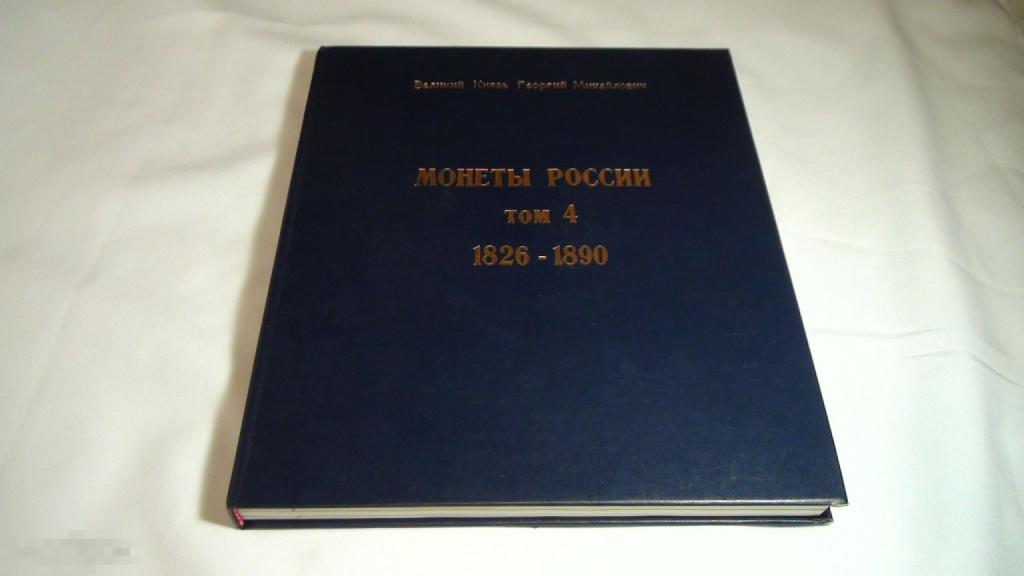 Великий Князь Георгий Михайлович
МОНЕТЫ РОССИИ
том 4
1826 - 1890